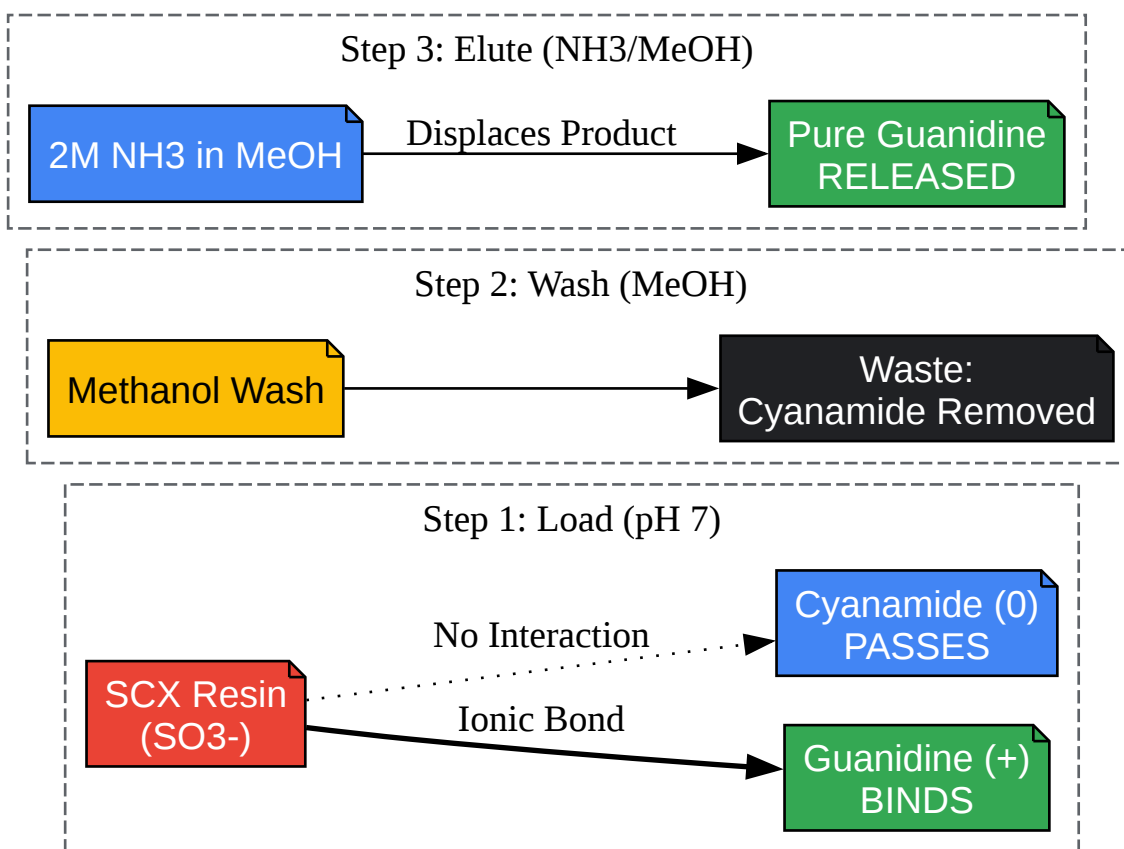 Step 3: Elute (NH3/MeOH)
2M NH3 in MeOH
Displaces Product
Pure Guanidine
RELEASED
Step 2: Wash (MeOH)
Methanol Wash
Waste:
Cyanamide Removed
Step 1: Load (pH 7)
SCX Resin
(SO3-)
No Interaction
Cyanamide (0)
PASSES
Ionic Bond
Guanidine (+)
BINDS